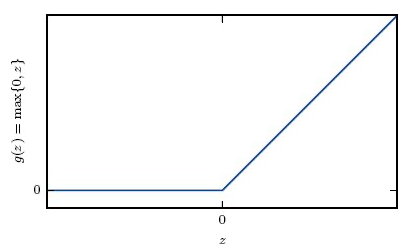 g(z) = max{0, z}
0
0
z